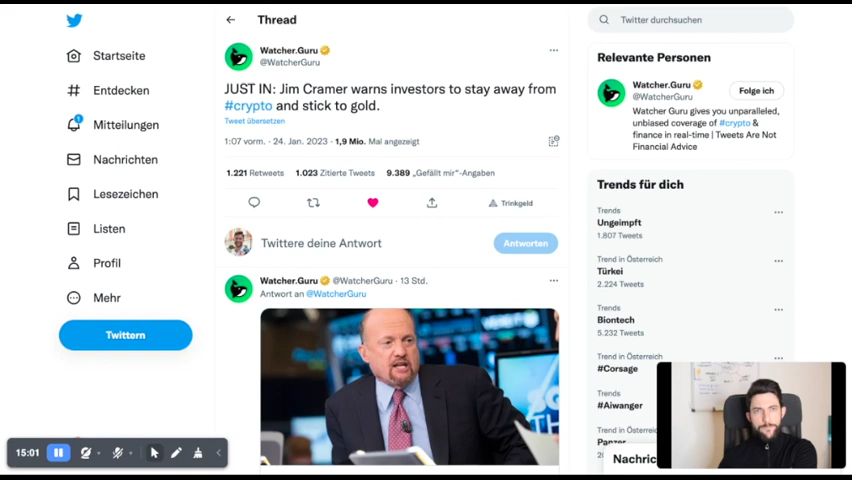 Thread
Twitter durchsuchen
Startseite
Entdecken
1
Mitteilungen
Nachrichten
Lesezeichen
Listen
Profil
Mehr
Twittern
Watcher.Guru
@WatcherGuru
JUST IN: Jim Cramer warns investors to stay away from
#crypto and stick to gold.
Tweet übersetzen
1:07 vorm. · 24. Jan. 2023 · 1,9 Mio. Mal angezeigt
1.221 Retweets 1.023 Zitierte Tweets 9.389 „Gefällt mir“-Angaben
Trinkgeld
Twittere deine Antwort
Antworten
Watcher.Guru @WatcherGuru · 13 Std.
Antwort an @WatcherGuru
Relevante Personen
Watcher.Guru
@WatcherGuru
Folge ich
Watcher Guru gives you unparalleled,
unbiased coverage of #crypto &
finance in real-time | Tweets Are Not
Financial Advice
Trends für dich
Trends
Ungeimpft
1.807 Tweets
Trend in Österreich
Türkei
2.224 Tweets
Trends
Biontech
5.232 Tweets
Trend in Österreich
#Corsage
Trends
#Aiwanger
Trend in Österreich
Panzer
Nachric
15:01